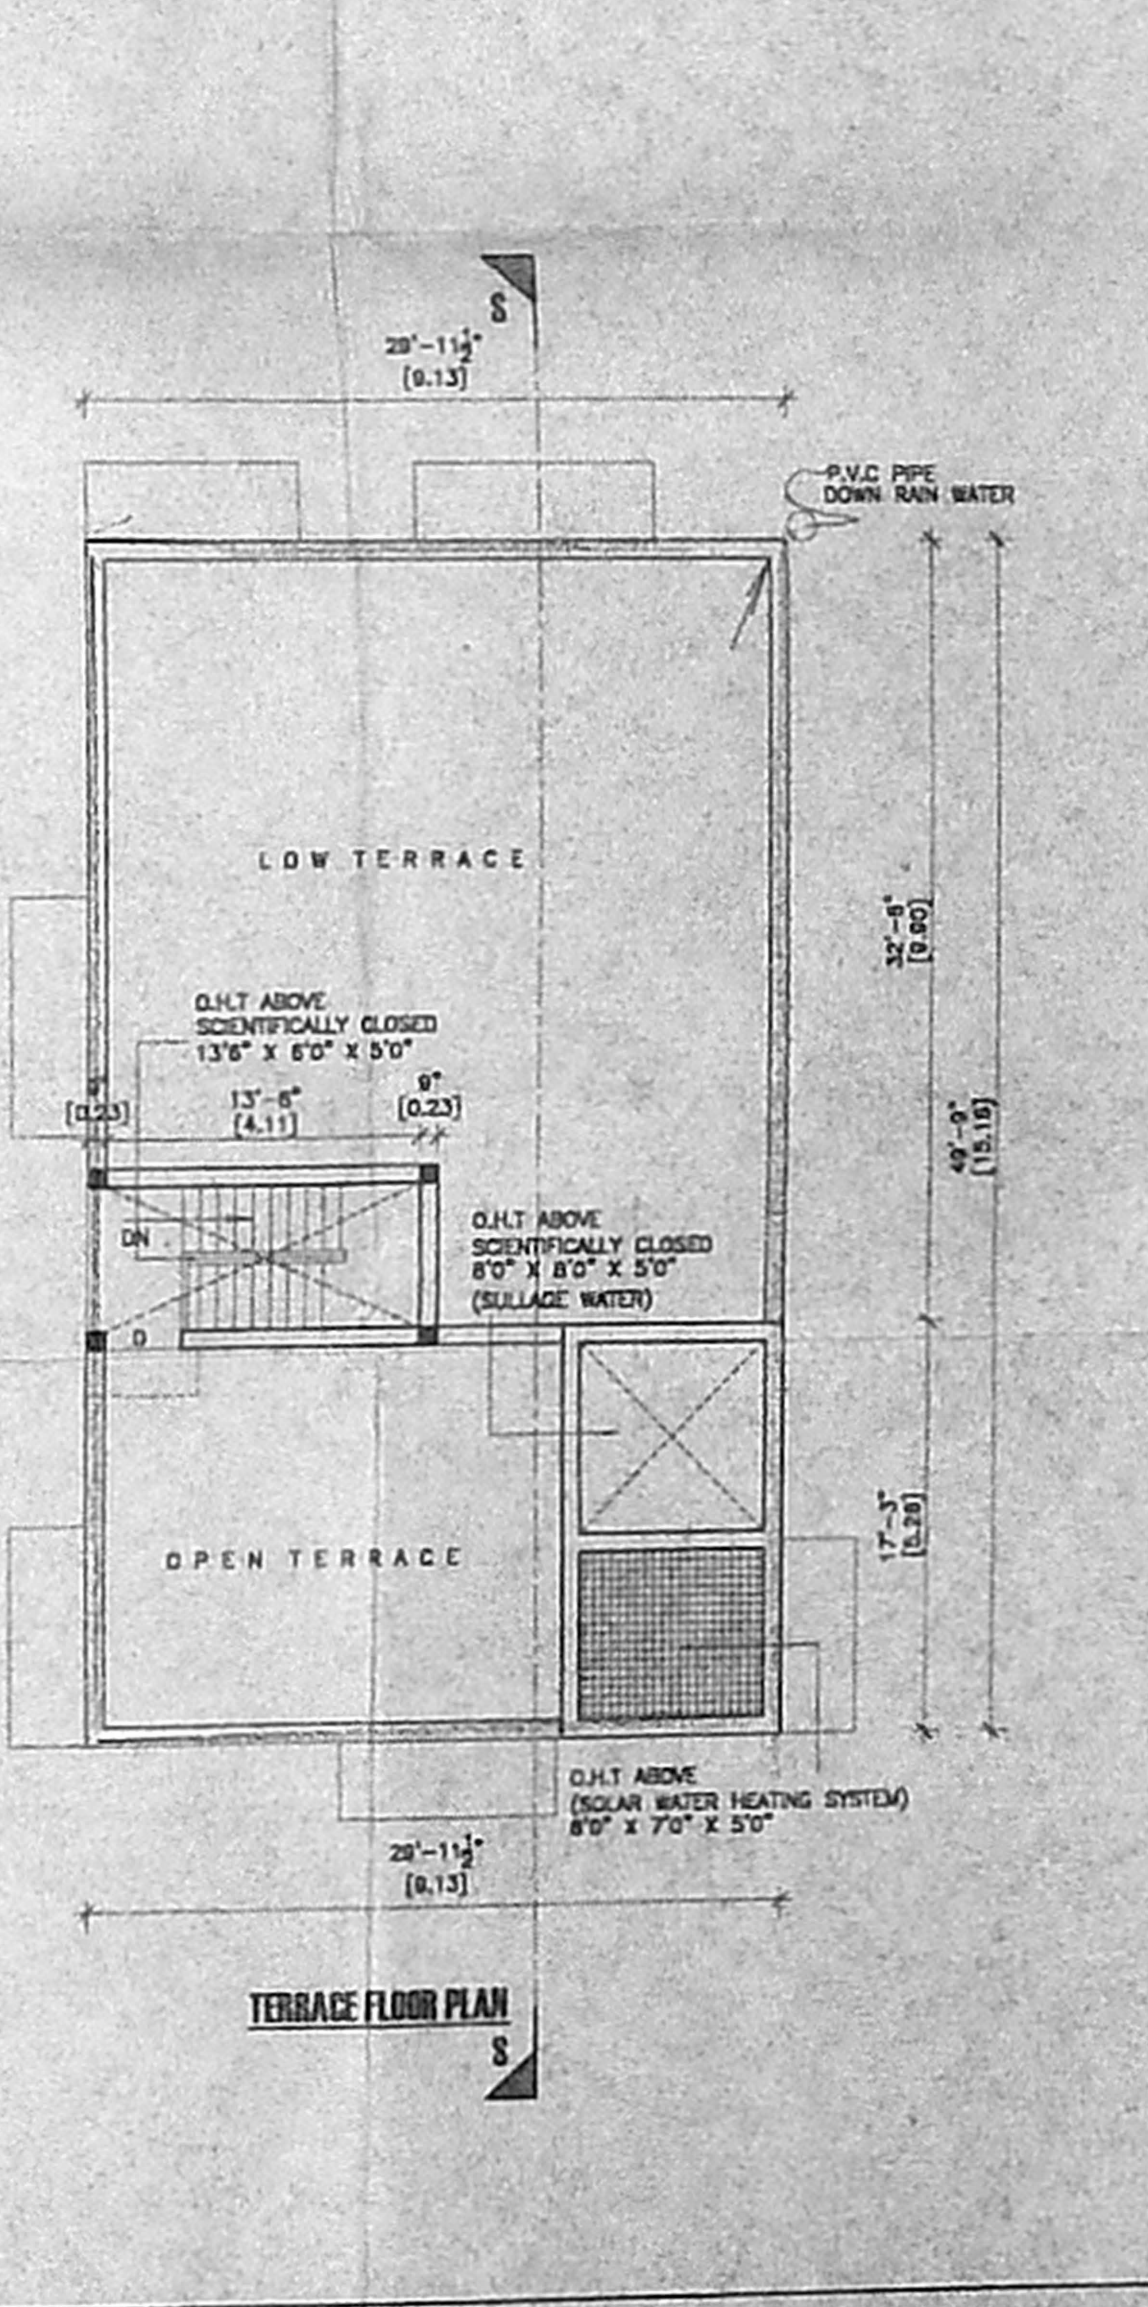 S
29'-11½"
[9.13]
P.V.C PIPE
DOWN RAIN WATER
LOW TERRACE
32'-6"
[9.90]
O.H.T ABOVE
SCIENTIFICALLY CLOSED
13'6" X 6'0" X 5'0"
9"
[0.23]
13'-6"
[4.11]
9"
[0.23]
49'-9"
[15.16]
DN
O.H.T ABOVE
SCIENTIFICALLY CLOSED
8'0" X 8'0" X 5'0"
(SULLAGE WATER)
D
17'-3"
[5.26]
OPEN TERRACE
O.H.T ABOVE
(SOLAR WATER HEATING SYSTEM)
8'0" X 7'0" X 5'0"
29'-11½"
[9.13]
TERRACE FLOOR PLAN
S